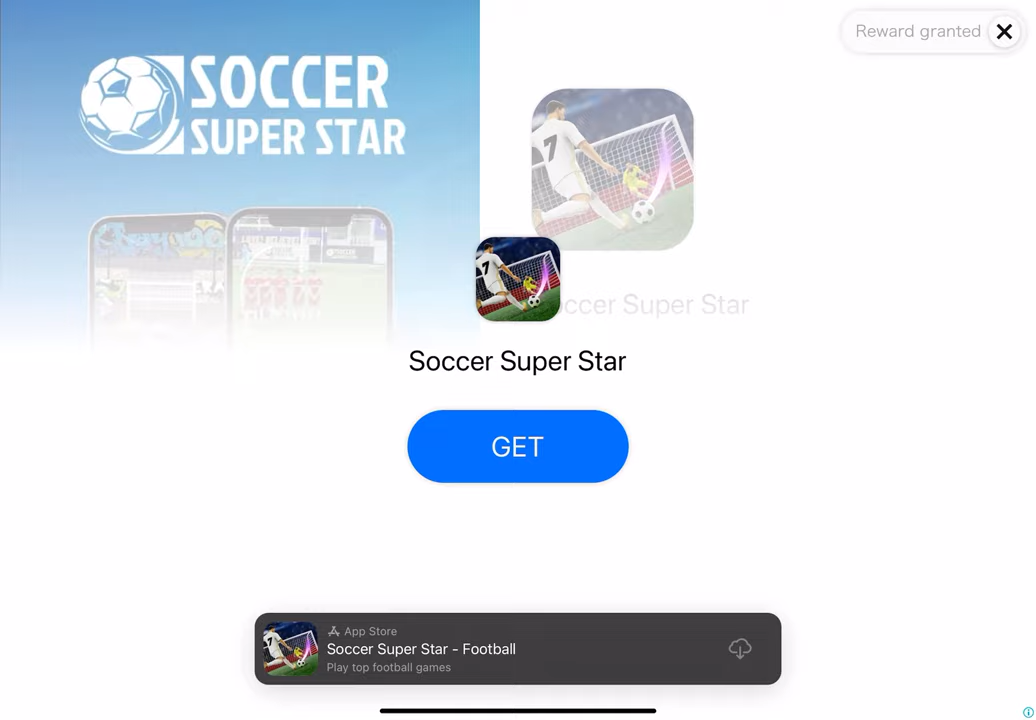 Reward granted
SOCCER
SUPER STAR
Soccer Super Star
Soccer Super Star
GET
App Store
Soccer Super Star - Football
Play top football games